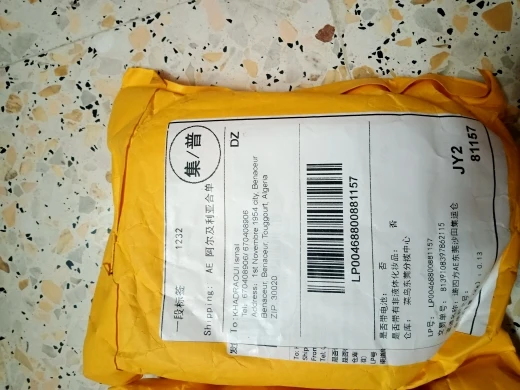 一段标签 1232 集/普
Shipping: AE 阿尔及利亚合单
DZ
To: KHADRAOUI Ismail
Tel: 670408906/ 670408906
Address: 1st Novembre 1954 city, Benaceur
Benaceur, Benaceur, Touggourt, Algeria
ZIP 30020
LP00468800881157
是否带电池: 否
是否带有非液体化妆品: 否
仓库: 菜鸟东莞分拨中心
LP号: LP00468800881157
JY2
81157